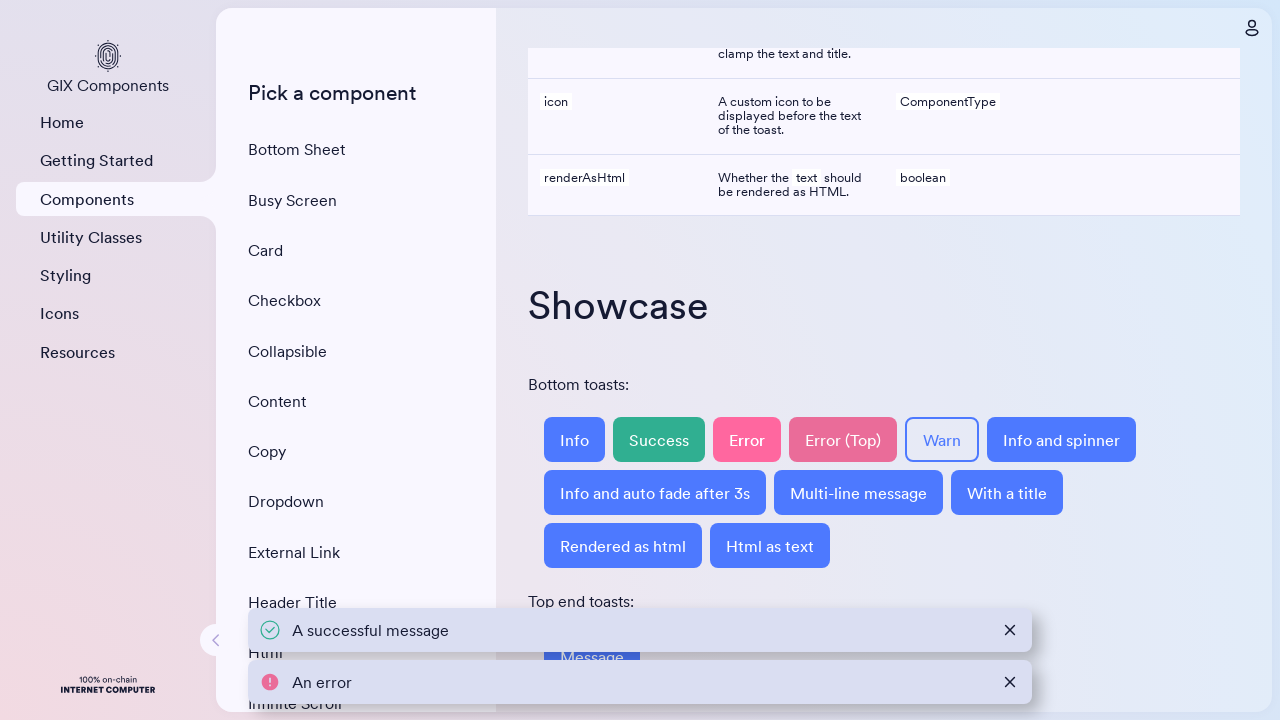 GIX Components
Home
Getting Started
Components
Utility Classes
Styling
Icons
Resources
100% on-chain
INTERNET COMPUTER
Pick a component
Bottom Sheet
Busy Screen
Card
Checkbox
Collapsible
Content
Copy
Dropdown
External Link
Header Title
Html
Infinite Scroll
clamp the text and title.
icon
A custom icon to be
displayed before the text
of the toast.
ComponentType
renderAsHtml
Whether the text should
be rendered as HTML.
boolean
Showcase
Bottom toasts:
Info
Success
Error
Error (Top)
Warn
Info and spinner
Info and auto fade after 3s
Multi-line message
With a title
Rendered as html
Html as text
Top end toasts:
Message
A successful message
An error